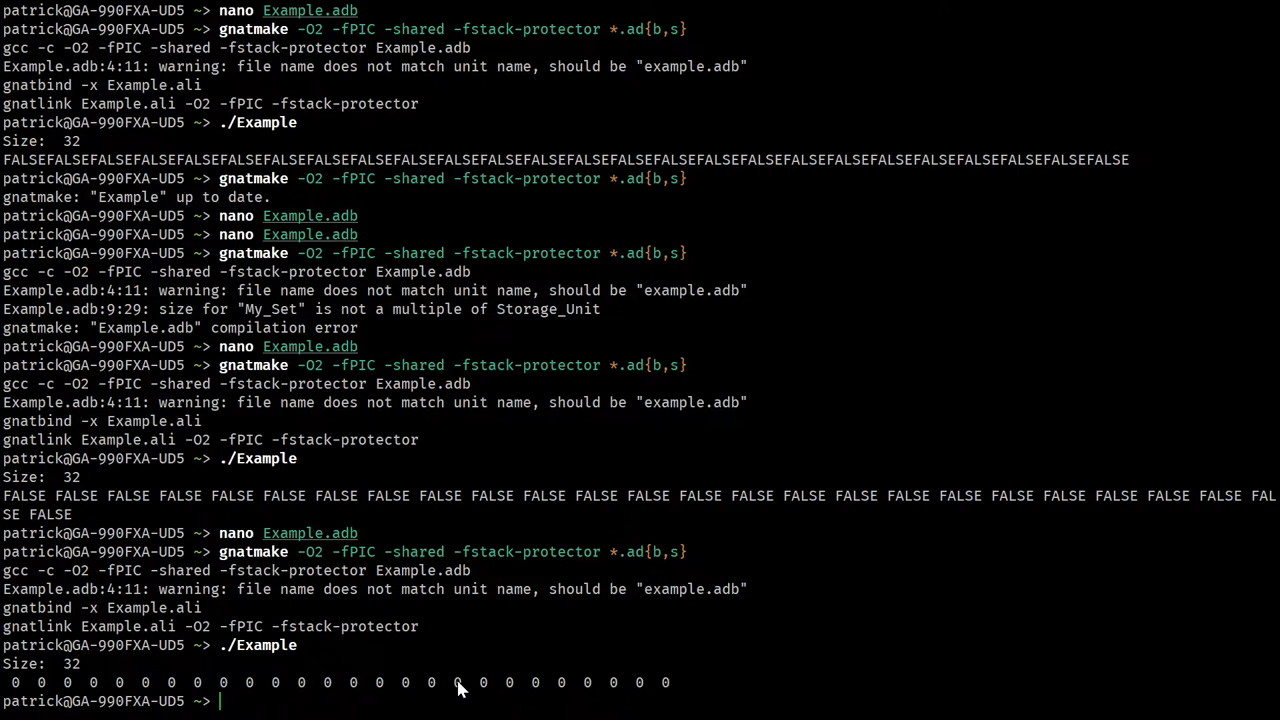 patrick@GA-990FXA-UD5 ~> nano Example.adb
patrick@GA-990FXA-UD5 ~> gnatmake -O2 -fPIC -shared -fstack-protector *.ad{b,s}
gcc -c -O2 -fPIC -shared -fstack-protector Example.adb
Example.adb:4:11: warning: file name does not match unit name, should be "example.adb"
gnatbind -x Example.ali
gnatlink Example.ali -O2 -fPIC -fstack-protector
patrick@GA-990FXA-UD5 ~> ./Example
Size:  32
FALSEFALSEFALSEFALSEFALSEFALSEFALSEFALSEFALSEFALSEFALSEFALSEFALSEFALSEFALSEFALSEFALSEFALSEFALSEFALSEFALSEFALSEFALSEFALSEFALSEFALSE
patrick@GA-990FXA-UD5 ~> gnatmake -O2 -fPIC -shared -fstack-protector *.ad{b,s}
gnatmake: "Example" up to date.
patrick@GA-990FXA-UD5 ~> nano Example.adb
patrick@GA-990FXA-UD5 ~> nano Example.adb
patrick@GA-990FXA-UD5 ~> gnatmake -O2 -fPIC -shared -fstack-protector *.ad{b,s}
gcc -c -O2 -fPIC -shared -fstack-protector Example.adb
Example.adb:4:11: warning: file name does not match unit name, should be "example.adb"
Example.adb:9:29: size for "My_Set" is not a multiple of Storage_Unit
gnatmake: "Example.adb" compilation error
patrick@GA-990FXA-UD5 ~> nano Example.adb
patrick@GA-990FXA-UD5 ~> gnatmake -O2 -fPIC -shared -fstack-protector *.ad{b,s}
gcc -c -O2 -fPIC -shared -fstack-protector Example.adb
Example.adb:4:11: warning: file name does not match unit name, should be "example.adb"
gnatbind -x Example.ali
gnatlink Example.ali -O2 -fPIC -fstack-protector
patrick@GA-990FXA-UD5 ~> ./Example
Size:  32
FALSE FALSE FALSE FALSE FALSE FALSE FALSE FALSE FALSE FALSE FALSE FALSE FALSE FALSE FALSE FALSE FALSE FALSE FALSE FALSE FALSE FALSE FALSE FALSE FAL
SE FALSE
patrick@GA-990FXA-UD5 ~> nano Example.adb
patrick@GA-990FXA-UD5 ~> gnatmake -O2 -fPIC -shared -fstack-protector *.ad{b,s}
gcc -c -O2 -fPIC -shared -fstack-protector Example.adb
Example.adb:4:11: warning: file name does not match unit name, should be "example.adb"
gnatbind -x Example.ali
gnatlink Example.ali -O2 -fPIC -fstack-protector
patrick@GA-990FXA-UD5 ~> ./Example
Size:  32
 0  0  0  0  0  0  0  0  0  0  0  0  0  0  0  0  0  0  0  0  0  0  0  0  0  0
patrick@GA-990FXA-UD5 ~>